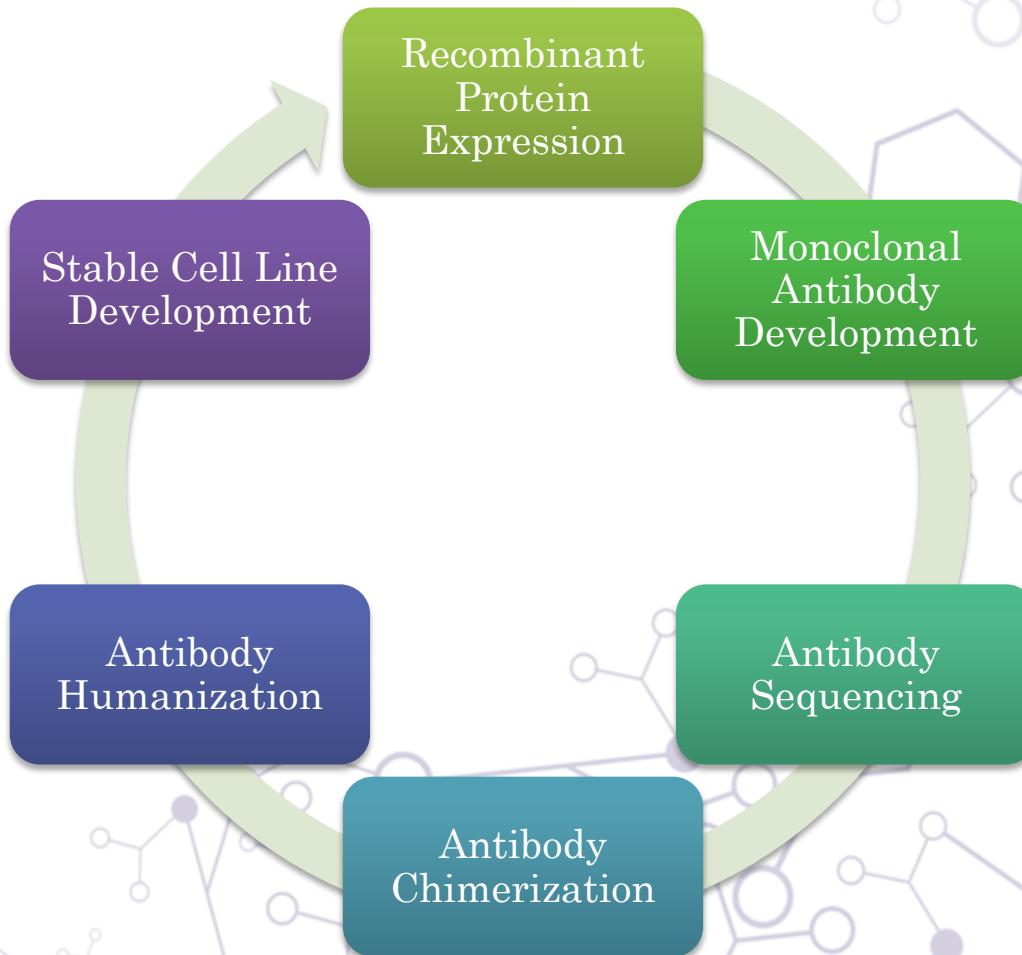 Recombinant
Protein
Expression
Monoclonal
Antibody
Development
Antibody
Sequencing
Antibody
Chimerization
Antibody
Humanization
Stable Cell Line
Development